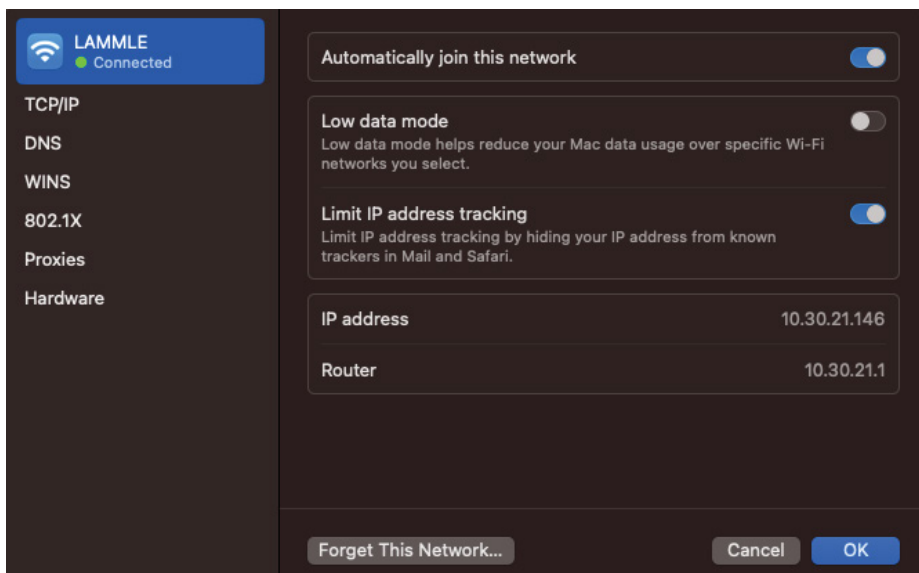 LAMMLE
Connected
TCP/IP
DNS
WINS
802.1X
Proxies
Hardware
Automatically join this network
Low data mode
Low data mode helps reduce your Mac data usage over specific Wi-Fi
networks you select.
Limit IP address tracking
Limit IP address tracking by hiding your IP address from known
trackers in Mail and Safari.
IP address 10.30.21.146
Router 10.30.21.1
Forget This Network... Cancel OK